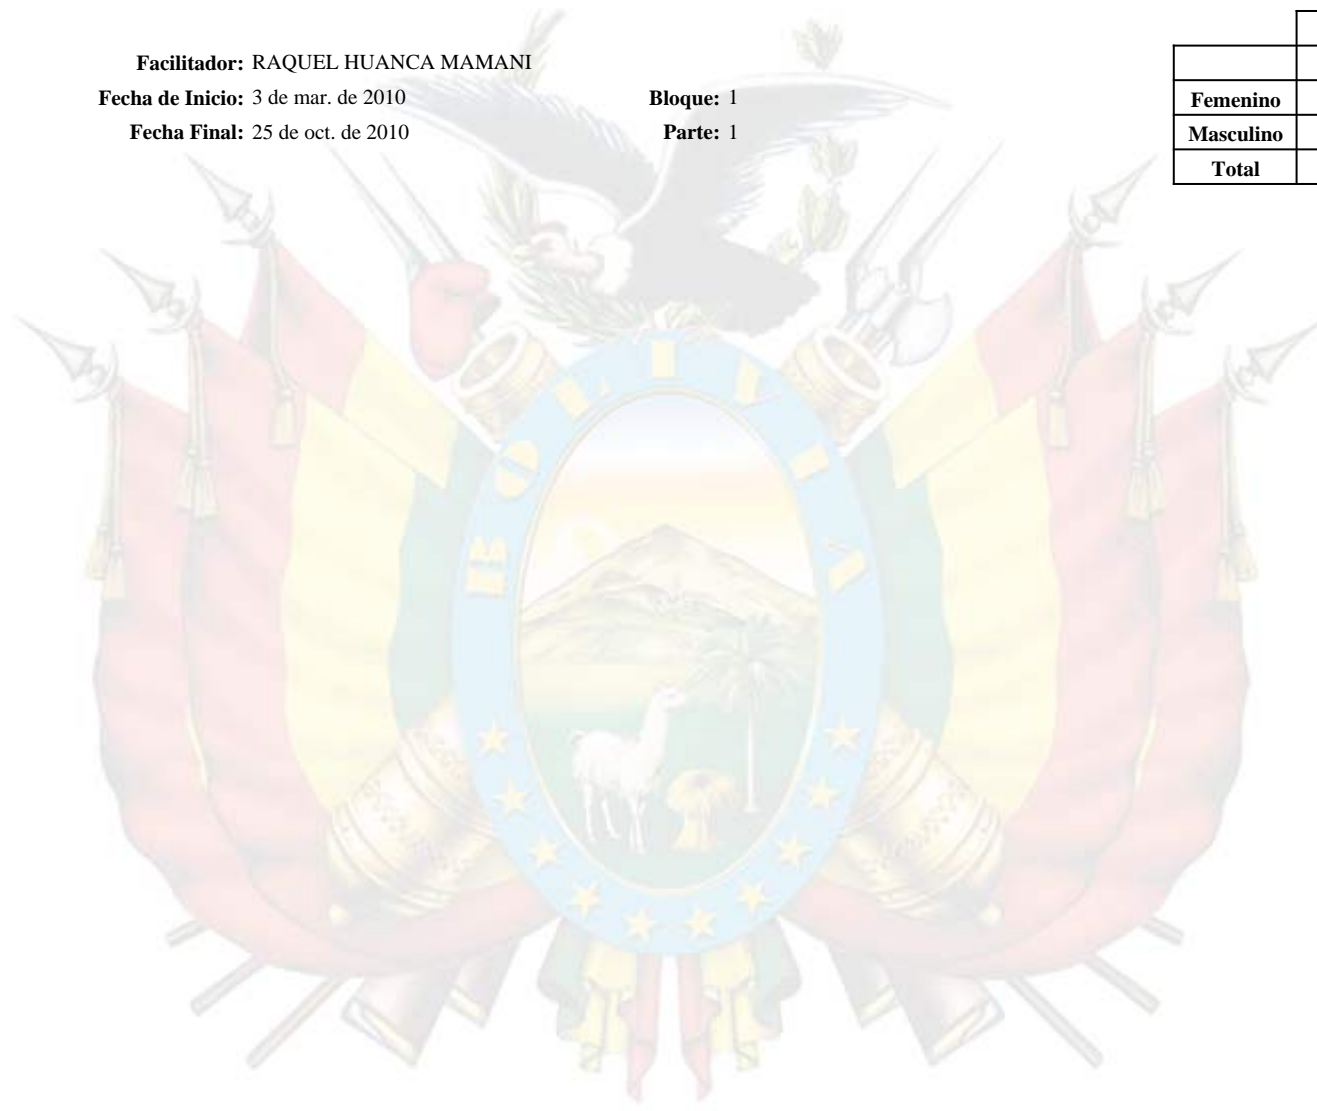 Facilitador: RAQUEL HUANCA MAMANI
Fecha de Inicio: 3 de mar. de 2010 Bloque: 1
Fecha Final: 25 de oct. de 2010 Parte: 1
Femenino
Masculino
Total
BOLIVIA